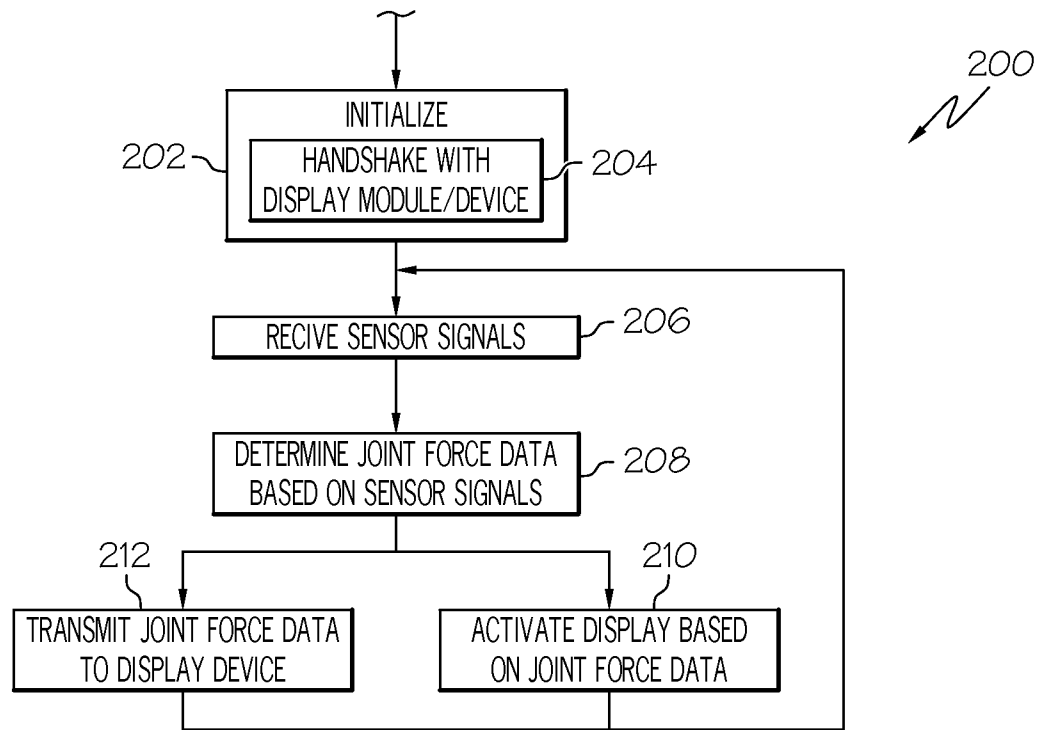 200
INITIALIZE
202
HANDSHAKE WITH
DISPLAY MODULE/DEVICE
204
RECIVE SENSOR SIGNALS
206
DETERMINE JOINT FORCE DATA
BASED ON SENSOR SIGNALS
208
212
TRANSMIT JOINT FORCE DATA
TO DISPLAY DEVICE
210
ACTIVATE DISPLAY BASED
ON JOINT FORCE DATA